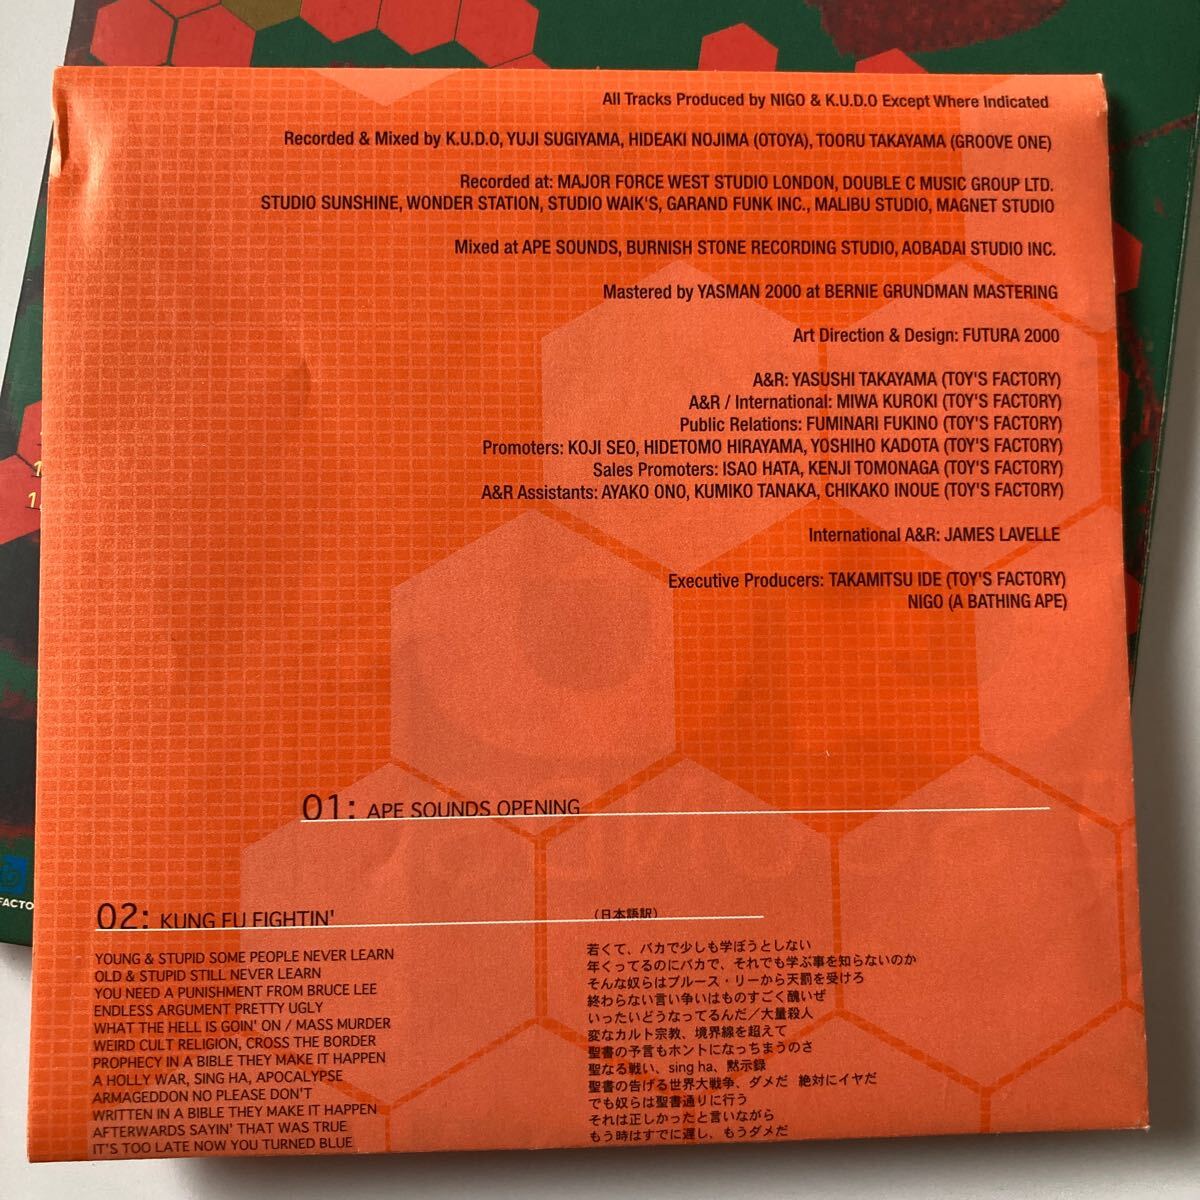 All Tracks Produced by NIGO & K.U.D.O Except Where Indicated
Recorded & Mixed by K.U.D.O, YUJI SUGIYAMA, HIDEAKI NOJIMA (OTOYA), TOORU TAKAYAMA (GROOVE ONE)
Recorded at: MAJOR FORCE WEST STUDIO LONDON, DOUBLE C MUSIC GROUP LTD.
STUDIO SUNSHINE, WONDER STATION, STUDIO WAIK'S, GARAND FUNK INC., MALIBU STUDIO, MAGNET STUDIO
Mixed at APE SOUNDS, BURNISH STONE RECORDING STUDIO, AOBADAI STUDIO INC.
Mastered by YASMAN 2000 at BERNIE GRUNDMAN MASTERING
Art Direction & Design: FUTURA 2000
A&R: YASUSHI TAKAYAMA (TOY'S FACTORY)
A&R / International: MIWA KUROKI (TOY'S FACTORY)
Public Relations: FUMINARI FUKINO (TOY'S FACTORY)
Promoters: KOJI SEO, HIDETOMO HIRAYAMA, YOSHIHO KADOTA (TOY'S FACTORY)
Sales Promoters: ISAO HATA, KENJI TOMONAGA (TOY'S FACTORY)
A&R Assistants: AYAKO ONO, KUMIKO TANAKA, CHIKAKO INOUE (TOY'S FACTORY)
International A&R: JAMES LAVELLE
Executive Producers: TAKAMITSU IDE (TOY'S FACTORY)
NIGO (A BATHING APE)
01: APE SOUNDS OPENING
02: KUNG FU FIGHTIN'
YOUNG & STUPID SOME PEOPLE NEVER LEARN
OLD & STUPID STILL NEVER LEARN
YOU NEED A PUNISHMENT FROM BRUCE LEE
ENDLESS ARGUMENT PRETTY UGLY
WHAT THE HELL IS GOIN' ON / MASS MURDER
WEIRD CULT RELIGION, CROSS THE BORDER
PROPHECY IN A BIBLE THEY MAKE IT HAPPEN
A HOLLY WAR, SING HA, APOCALYPSE
ARMAGEDDON NO PLEASE DON'T
WRITTEN IN A BIBLE THEY MAKE IT HAPPEN
AFTERWARDS SAYIN' THAT WAS TRUE
IT'S TOO LATE NOW YOU TURNED BLUE
（日本語訳）
若くて、バカで少しも学ぼうとしない
年くってるのにバカで、それでも学ぶ事を知らないのか
そんな奴らはブルース・リーから天罰を受けろ
終わらない言い争いはものすごく醜いぜ
いったいどうなってるんだ／大量殺人
変なカルト宗教、境界線を超えて
聖書の予言もホントになっちまうのさ
聖なる戦い、sing ha、黙示録
聖書の告げる世界大戦争、ダメだ 絶対にイヤだ
でも奴らは聖書通りに行う
それは正しかったと言いながら
もう時はすでに遅し、もうダメだ
FACTO